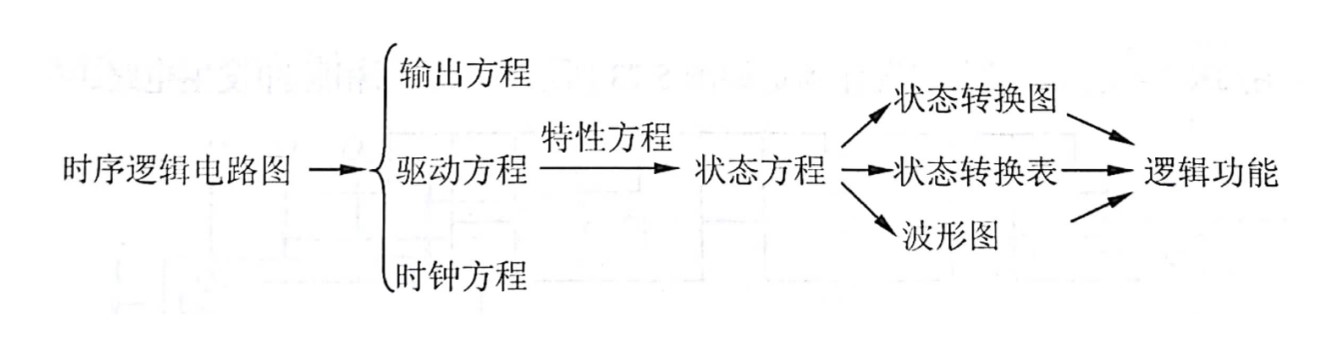 时序逻辑电路图
输出方程
驱动方程
时钟方程
特性方程
状态方程
状态转换图
状态转换表
波形图
逻辑功能